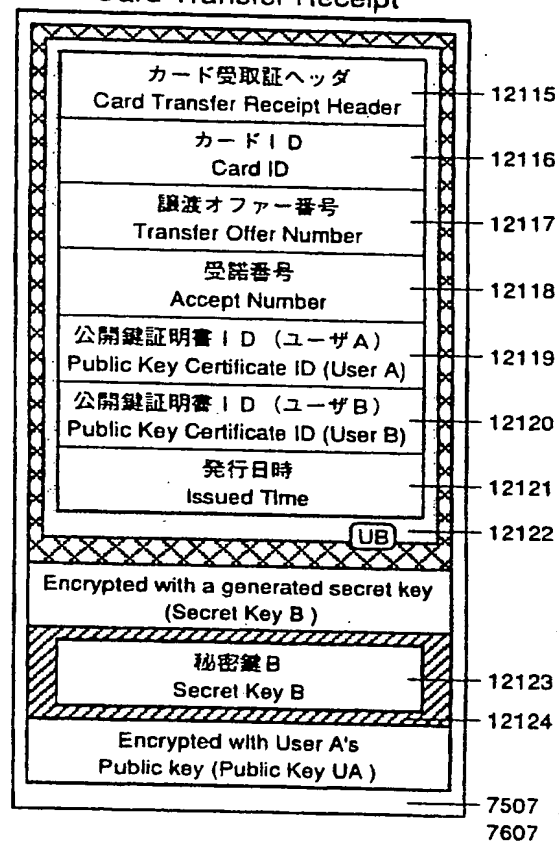 Card Transfer Receipt
カード受取証ヘッダ
Card Transfer Receipt Header
12115
カードID
Card ID
12116
譲渡オファー番号
Transfer Offer Number
12117
受諾番号
Accept Number
12118
公開鍵証明書ID（ユーザA）
Public Key Certificate ID (User A)
12119
公開鍵証明書ID（ユーザB）
Public Key Certificate ID (User B)
12120
発行日時
Issued Time
12121
UB
12122
Encrypted with a generated secret key
(Secret Key B )
秘密鍵B
Secret Key B
12123
12124
Encrypted with User A's
Public key (Public Key UA )
7507
7607